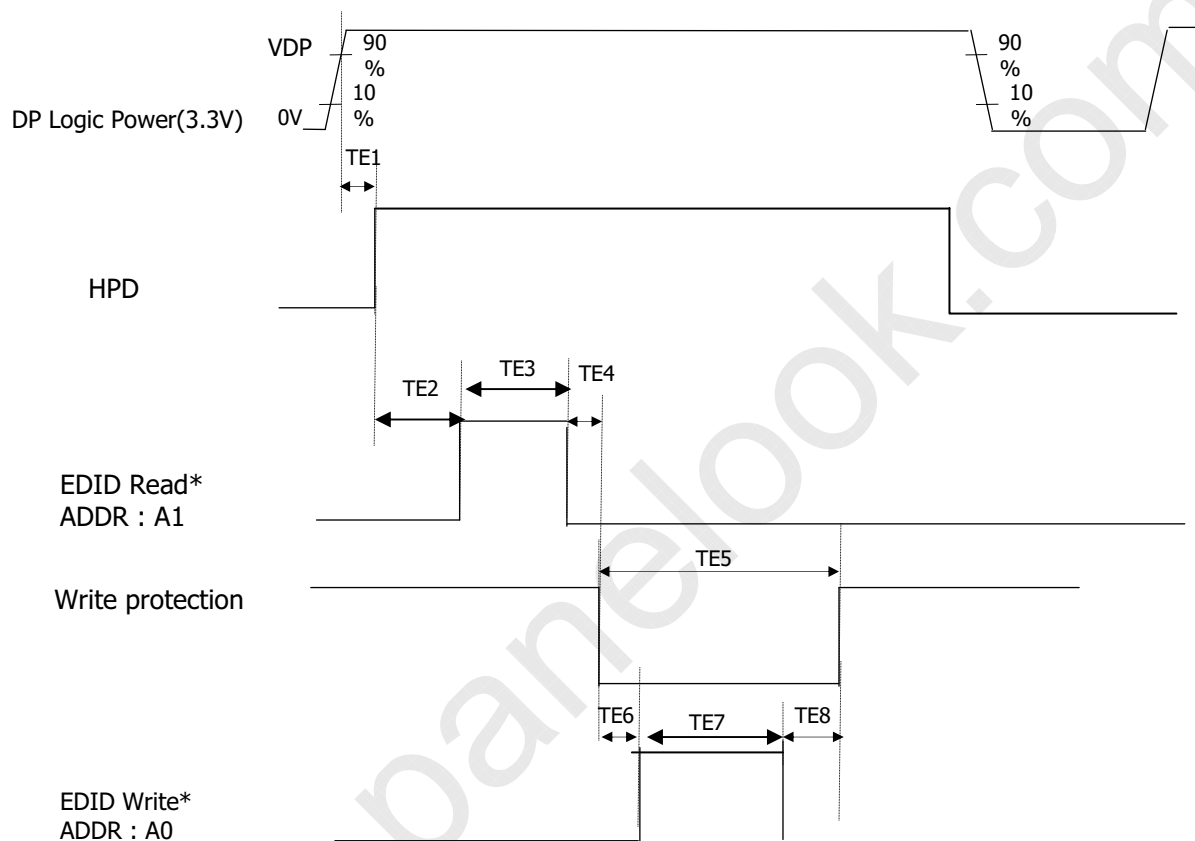 VDP
90
%
90
%
10
%
10
%
DP Logic Power(3.3V)
0V
TE1
HPD
TE2
TE3
TE4
EDID Read*
ADDR : A1
TE5
Write protection
TE6
TE7
TE8
EDID Write*
ADDR : A0
panelook.com